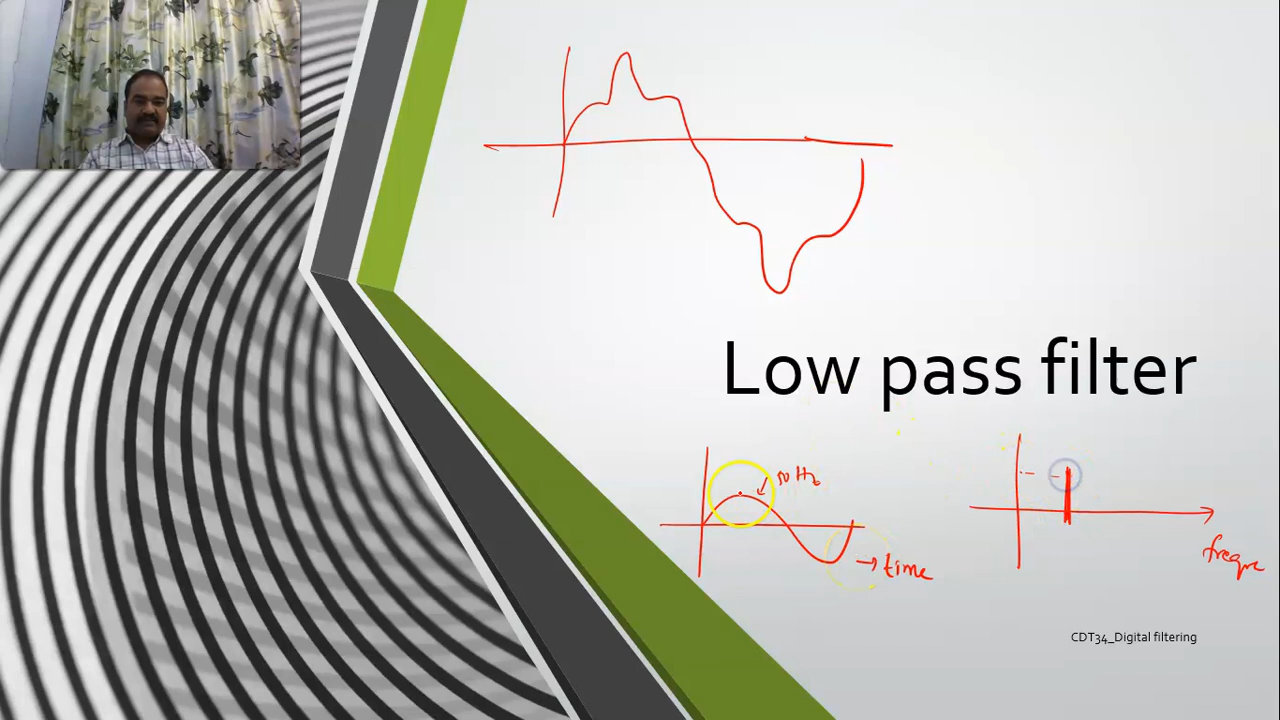 Low pass filter
50 Hz
→ time
freque
CDT34_Digital filtering